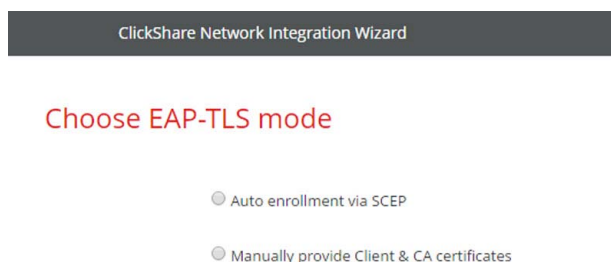 ClickShare Network Integration Wizard
Choose EAP-TLS mode
Auto enrollment via SCEP
Manually provide Client & CA certificates